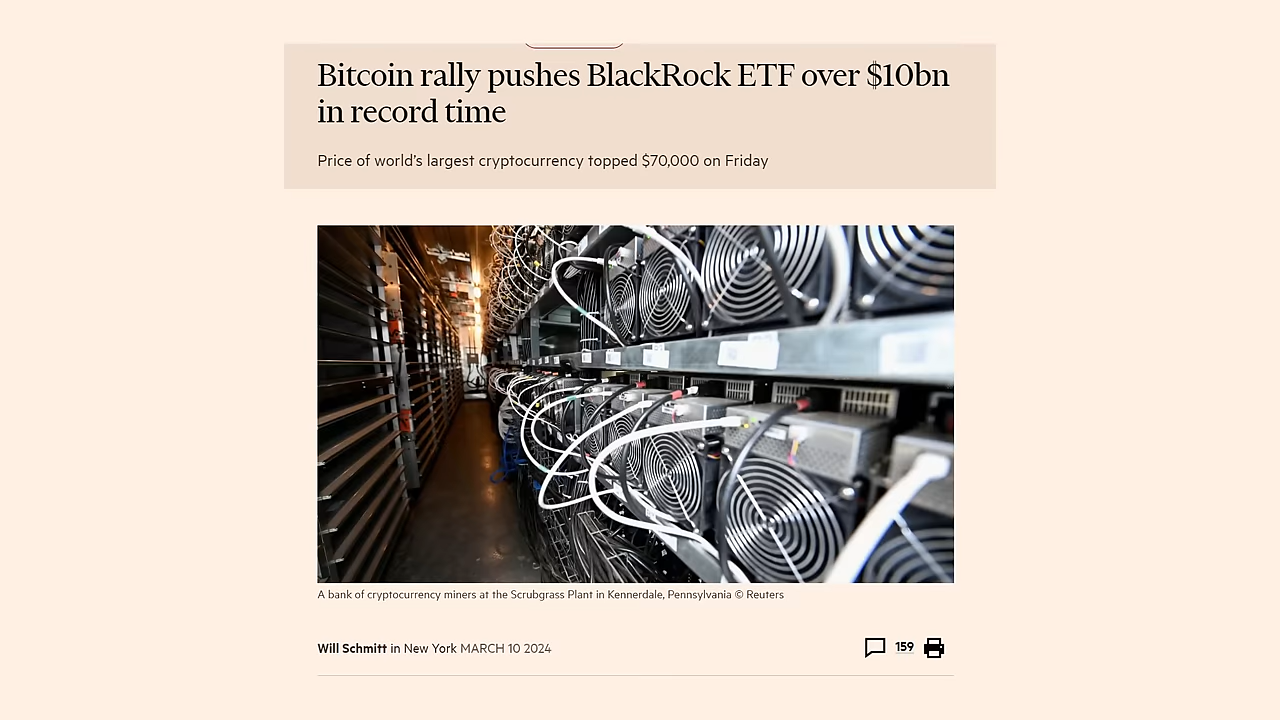 Bitcoin rally pushes BlackRock ETF over $10bn
in record time
Price of world’s largest cryptocurrency topped $70,000 on Friday
A bank of cryptocurrency miners at the Scrubgrass Plant in Kennerdale, Pennsylvania © Reuters
Will Schmitt in New York MARCH 10 2024
159